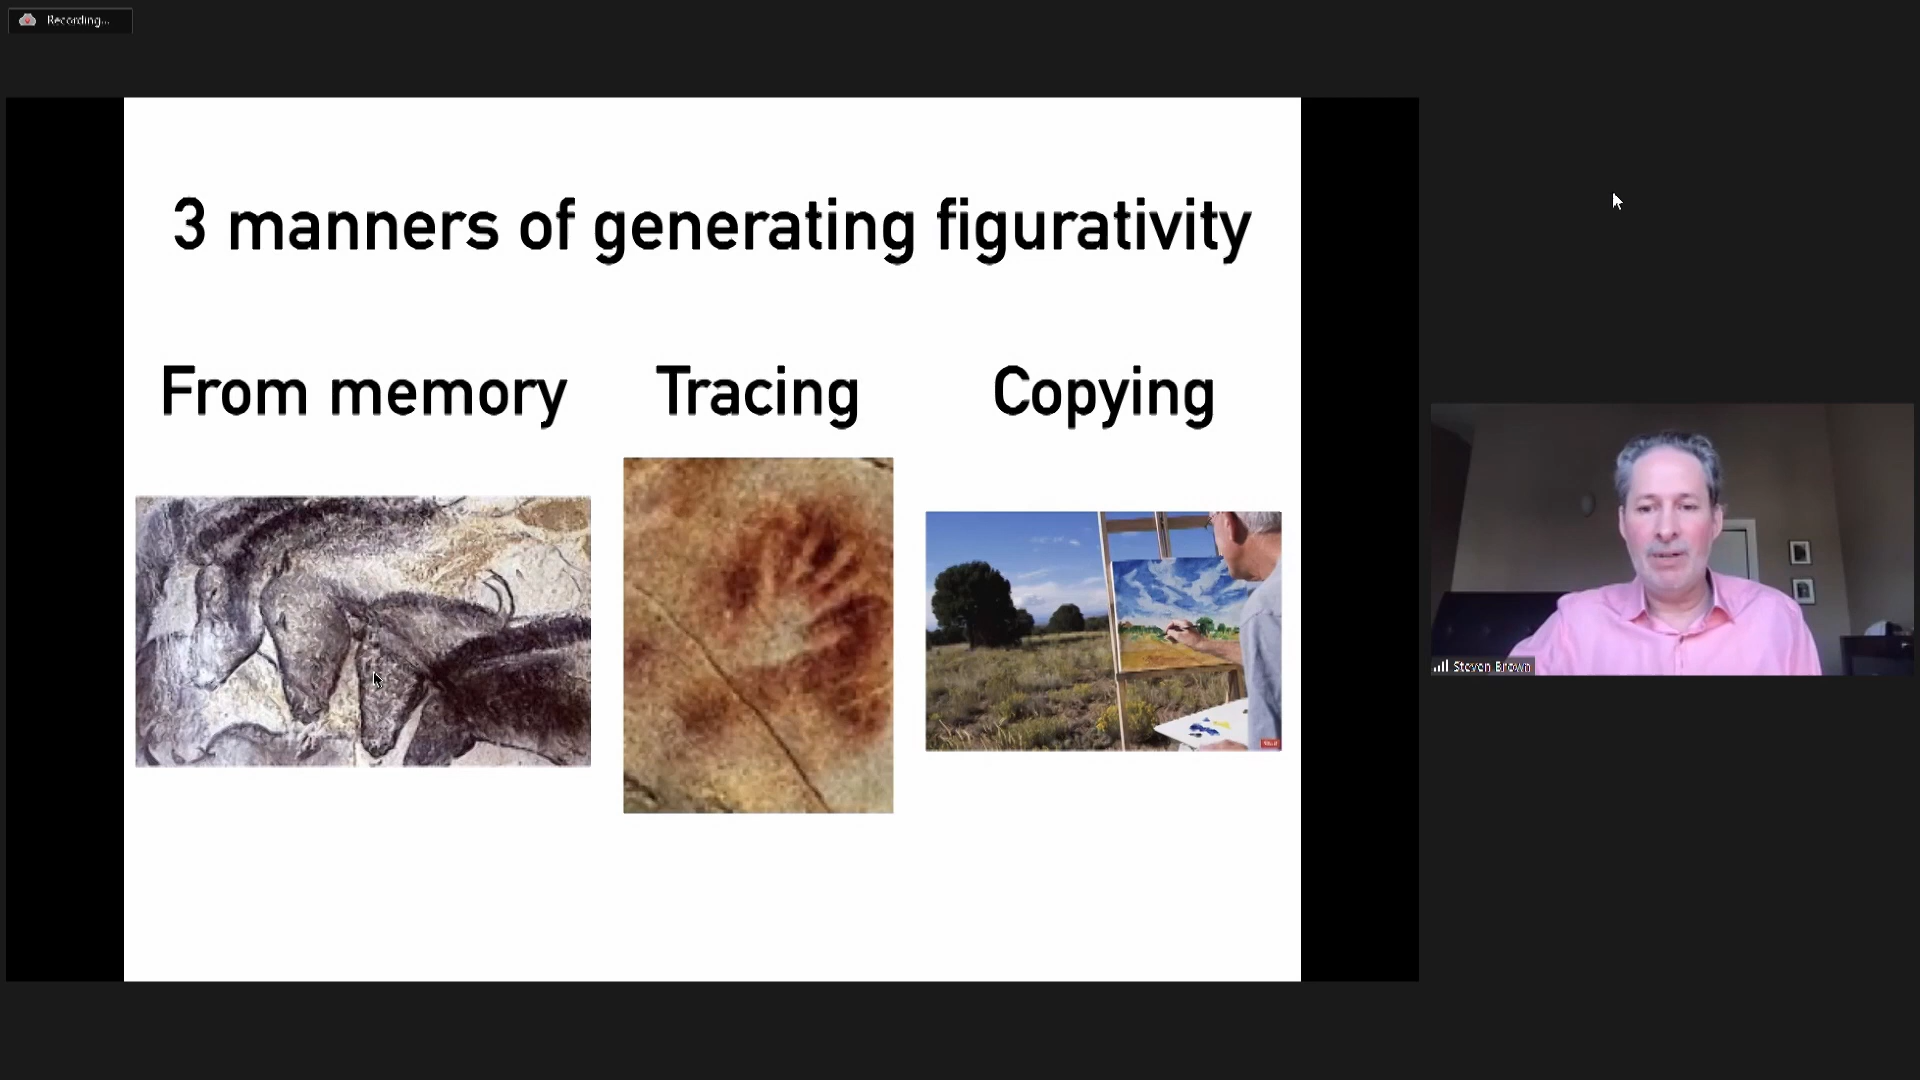 Recording...
3 manners of generating figurativity
From memory
Tracing
Copying
Steven Brown